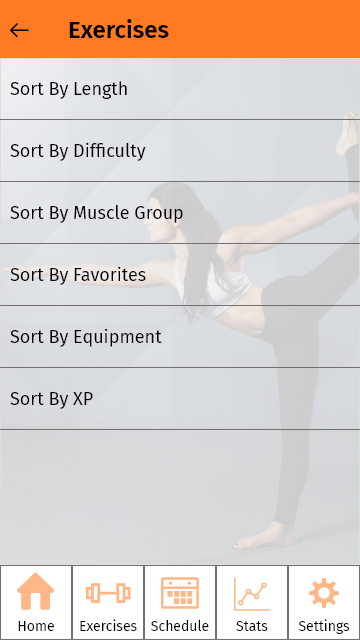 Exercises
Sort By Length
Sort By Difficulty
Sort By Muscle Group
Sort By Favorites
Sort By Equipment
Sort By XP
Home Exercises Schedule Stats Settings